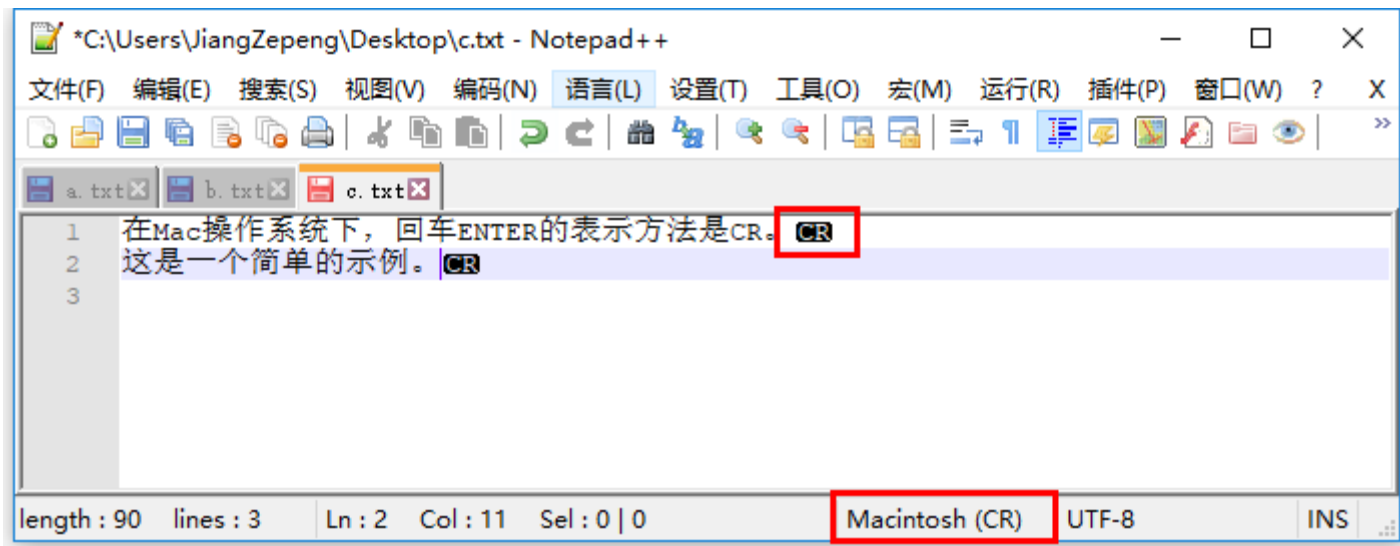 *C:\Users\JiangZepeng\Desktop\c.txt - Notepad++
文件(F) 编辑(E) 搜索(S) 视图(V) 编码(N) 语言(L) 设置(T) 工具(O) 宏(M) 运行(R) 插件(P) 窗口(W) ? X
a.txt b.txt c.txt
1 在Mac操作系统下，回车ENTER的表示方法是CR。CR
2 这是一个简单的示例。CR
3
length : 90 lines : 3 Ln : 2 Col : 11 Sel : 0 | 0 Macintosh (CR) UTF-8 INS